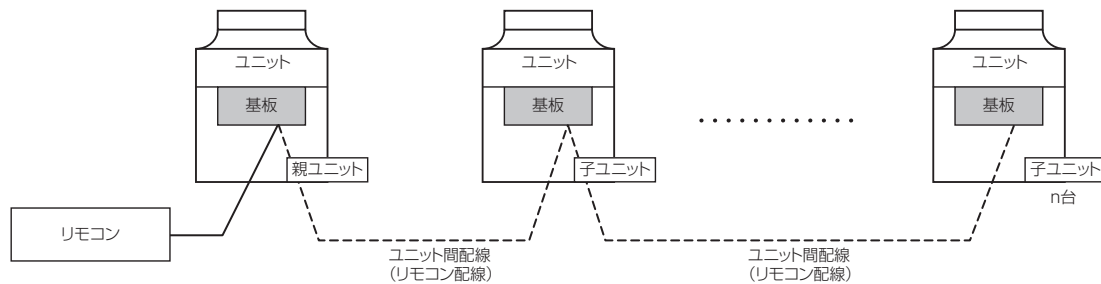 ユニット
ユニット
ユニット
基板
基板
基板
親ユニット
子ユニット
子ユニット
n台
リモコン
ユニット間配線
(リモコン配線)
ユニット間配線
(リモコン配線)